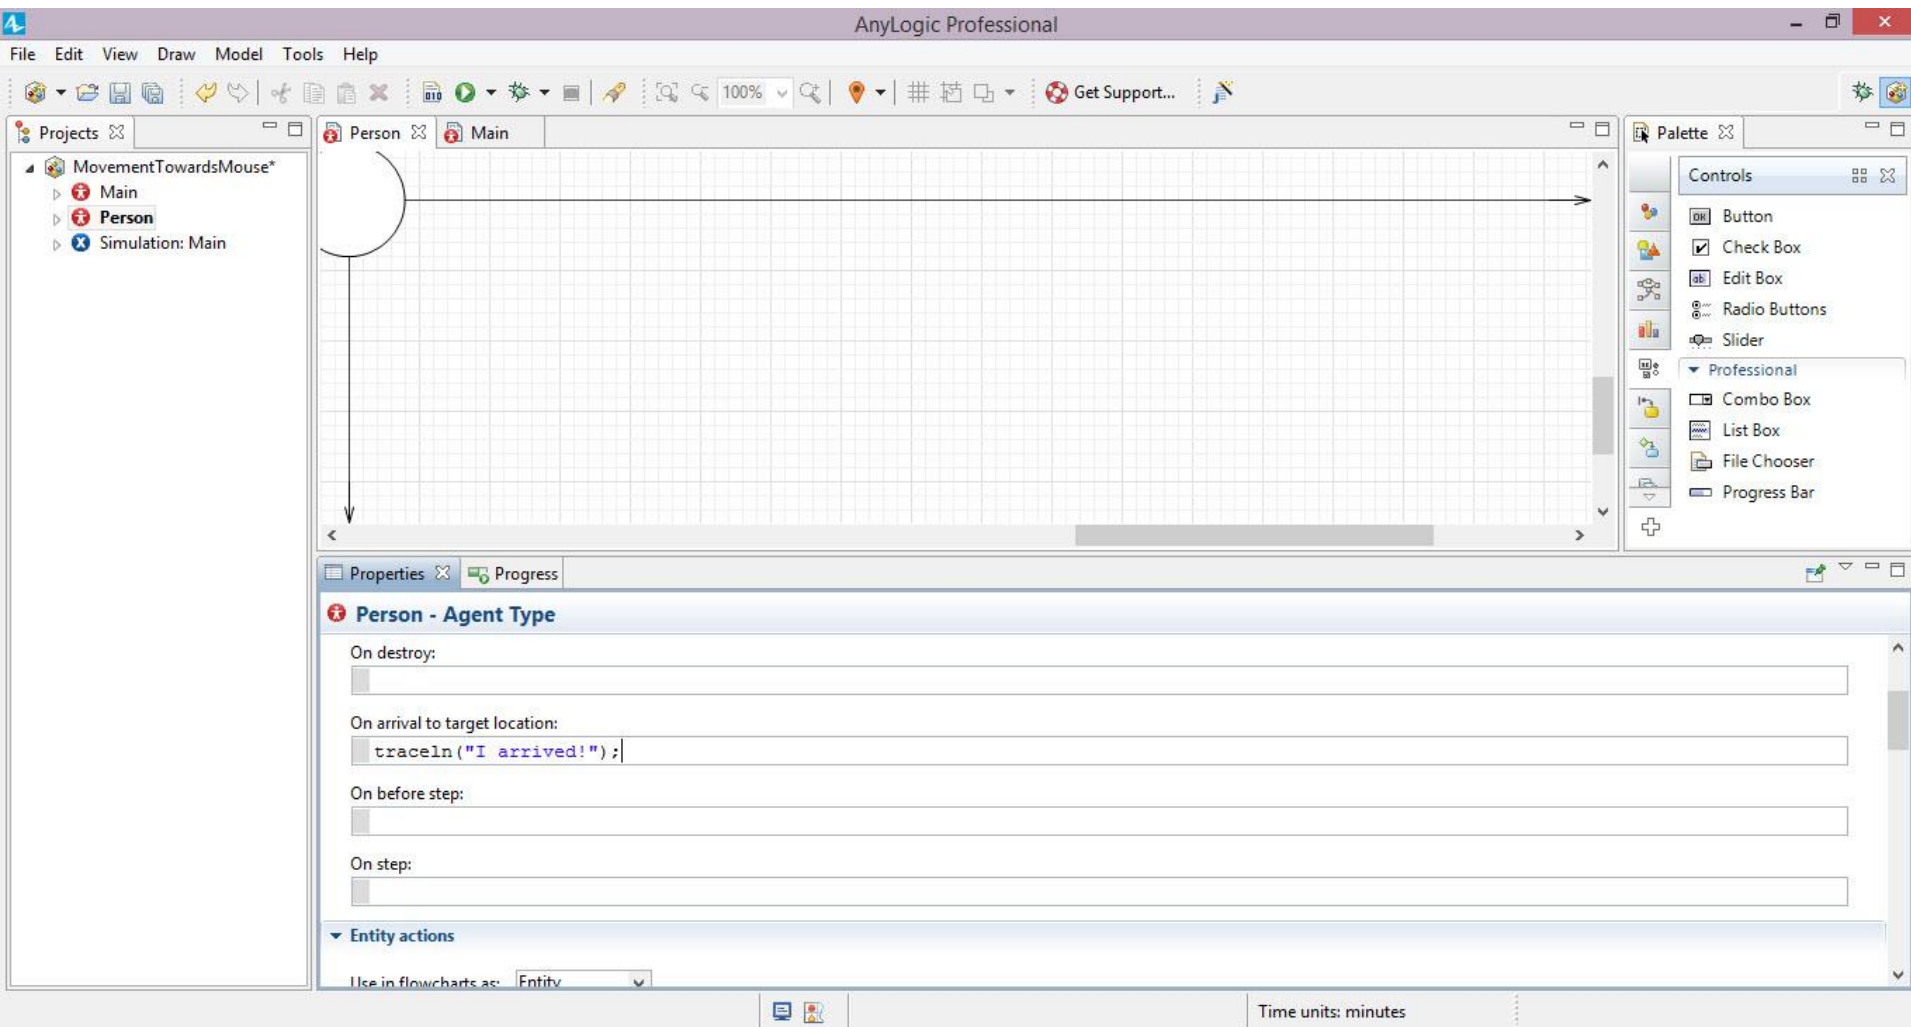 AnyLogic Professional
File Edit View Draw Model Tools Help
100% Get Support...
Projects
MovementTowardsMouse*
Main
Person
Simulation: Main
Person Main
Palette
Controls
OK Button
Check Box
ab Edit Box
Radio Buttons
Slider
Professional
Combo Box
List Box
File Chooser
Progress Bar
Properties Progress
Person - Agent Type
On destroy:
On arrival to target location:
traceln("I arrived!");
On before step:
On step:
Entity actions
Use in flowcharts as: Entity
Time units: minutes